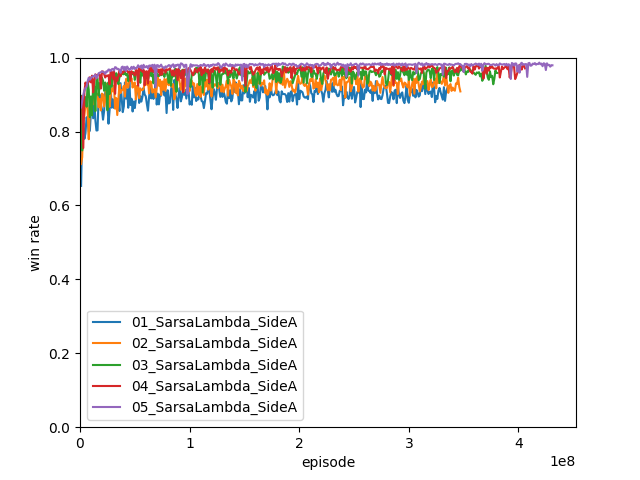 1.0
0.8
0.6
0.4
0.2
0.0
win rate
01_SarsaLambda_SideA
02_SarsaLambda_SideA
03_SarsaLambda_SideA
04_SarsaLambda_SideA
05_SarsaLambda_SideA
0 1 2 3 4
episode
1e8